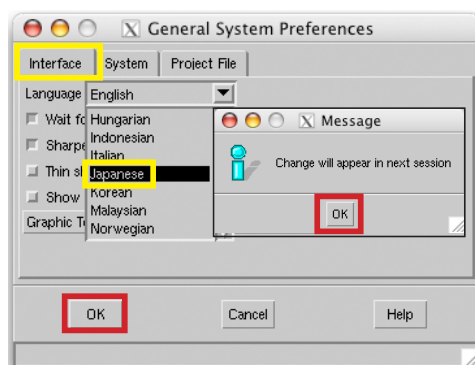 X General System Preferences
Interface System Project File
Language English
Wait fo
Hungarian
Indonesian
Sharpe
Italian
Thin sl
Japanese
Show
Korean
Malaysian
Graphic T
Norwegian
X Message
Change will appear in next session
OK
OK Cancel Help